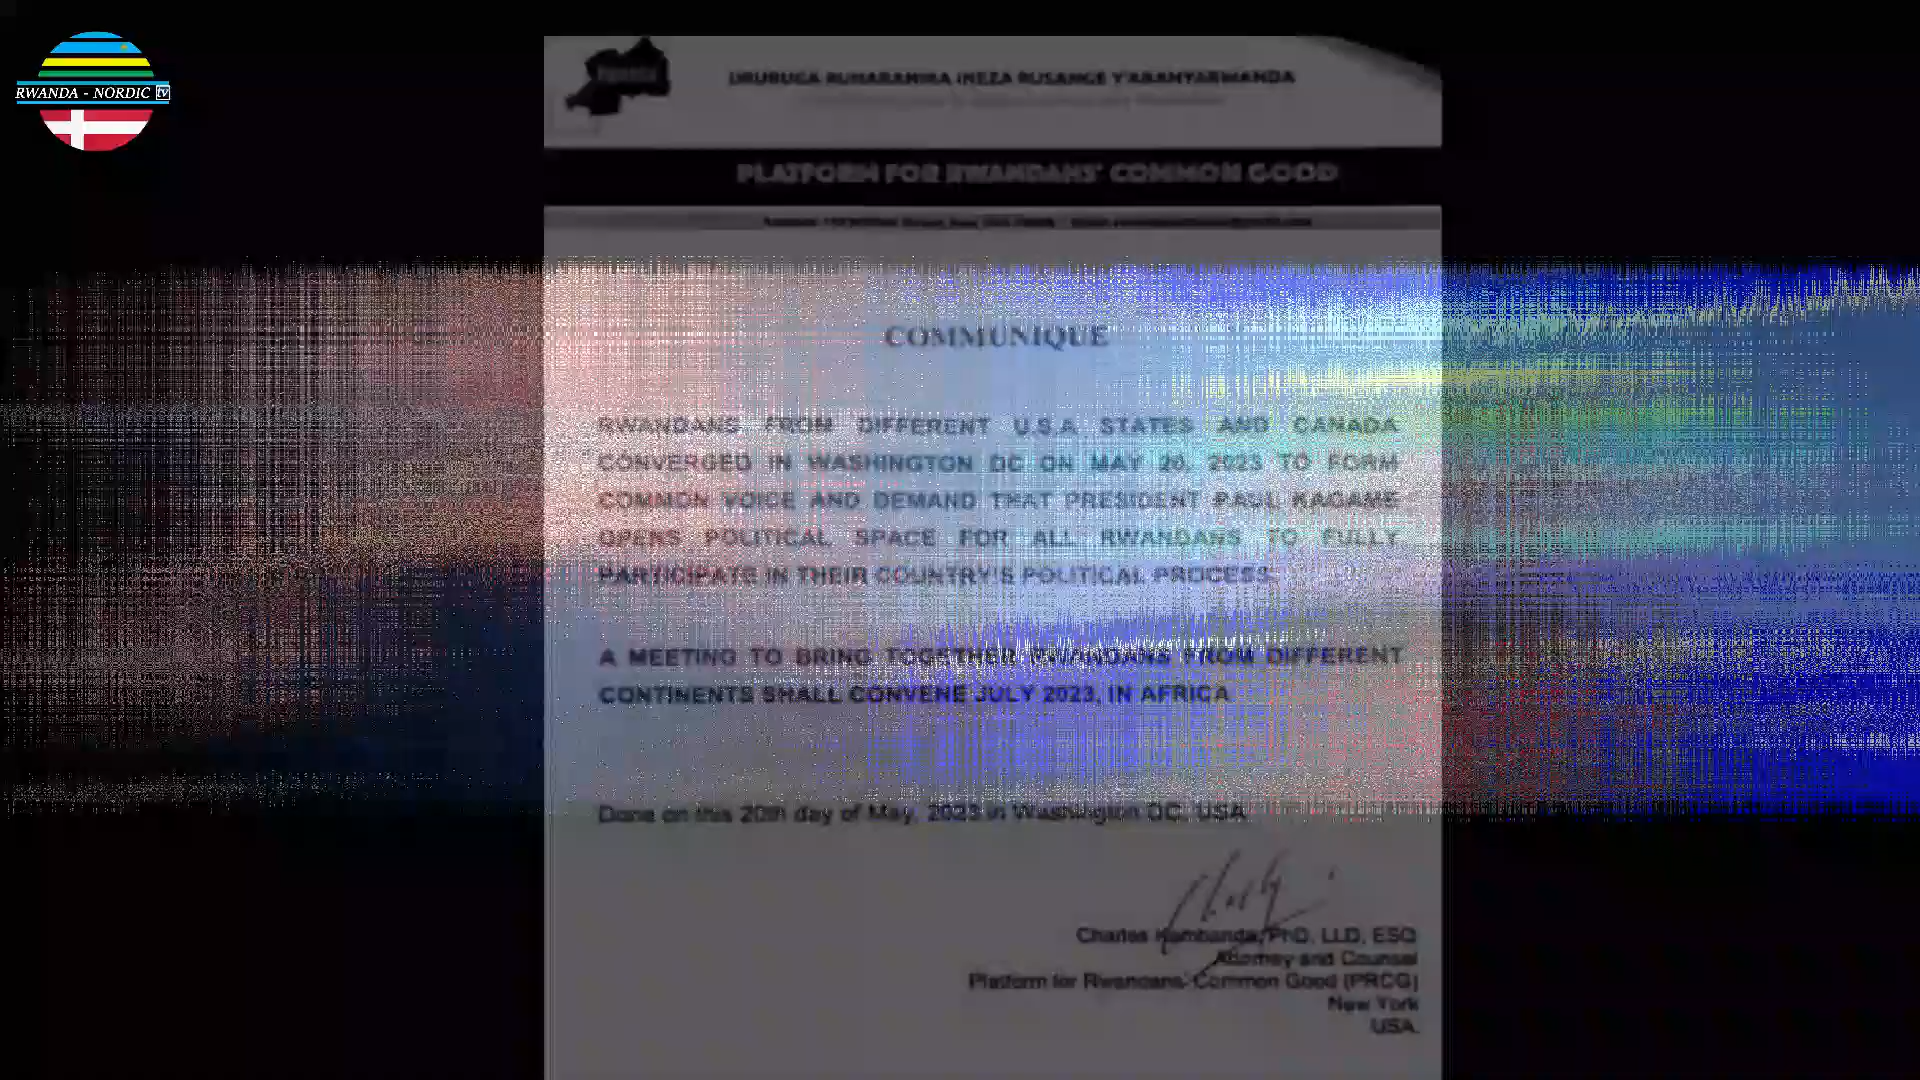 RWANDA - NORDIC tv
URUBUGA RUHARANIRA INEZA RUSANGE Y'ABANYARWANDA
PLATFORM FOR RWANDANS' COMMON GOOD
COMMUNIQUE
RWANDANS FROM DIFFERENT U.S.A STATES AND CANADA
CONVERGED IN WASHINGTON DC ON MAY 20, 2023 TO FORM
COMMON VOICE AND DEMAND THAT PRESIDENT PAUL KAGAME
OPENS POLITICAL SPACE FOR ALL RWANDANS TO FULLY
PARTICIPATE IN THEIR COUNTRY'S POLITICAL PROCESS.
A MEETING TO BRING TOGETHER RWANDANS FROM DIFFERENT
CONTINENTS SHALL CONVENE JULY 2023, IN AFRICA
Done on this 20th day of May, 2023 in Washington DC, USA
Charles Kambanda, PhD, LLD, ESQ
Attorney and Counsel
Platform for Rwandans' Common Good (PRCG)
New York
USA.